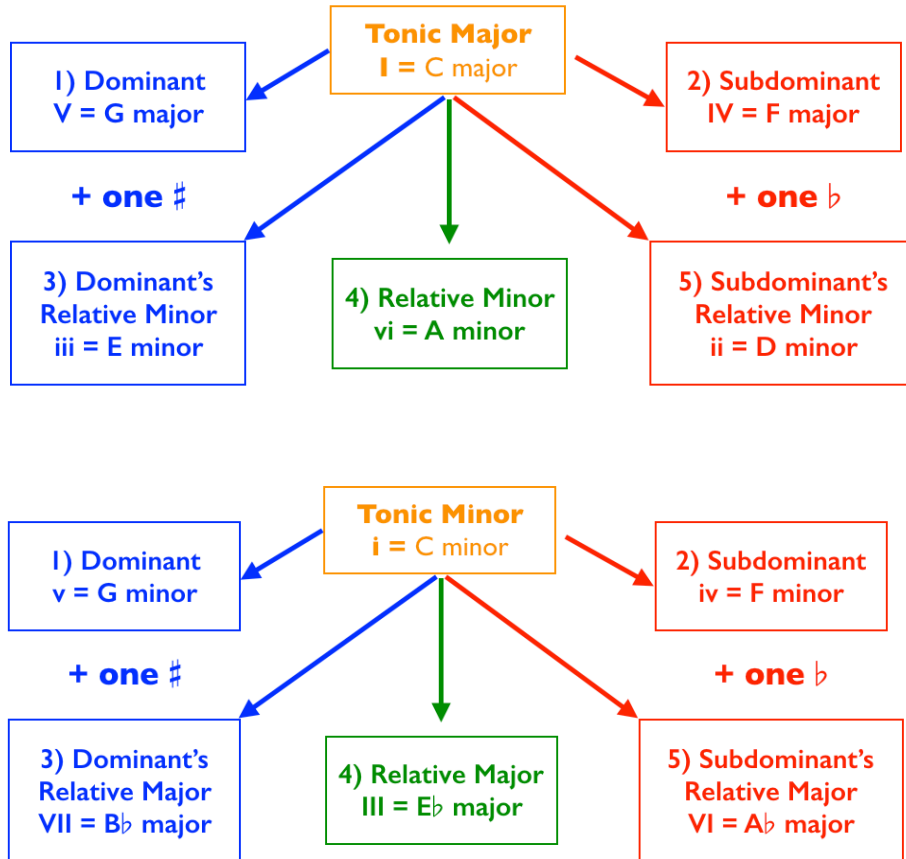 Tonic Major
I = C major
1) Dominant
V = G major
2) Subdominant
IV = F major
+ one ♯
+ one ♭
3) Dominant's
Relative Minor
iii = E minor
4) Relative Minor
vi = A minor
5) Subdominant's
Relative Minor
ii = D minor
Tonic Minor
i = C minor
1) Dominant
v = G minor
2) Subdominant
iv = F minor
+ one ♯
+ one ♭
3) Dominant's
Relative Major
VII = B♭ major
4) Relative Major
III = E♭ major
5) Subdominant's
Relative Major
VI = A♭ major